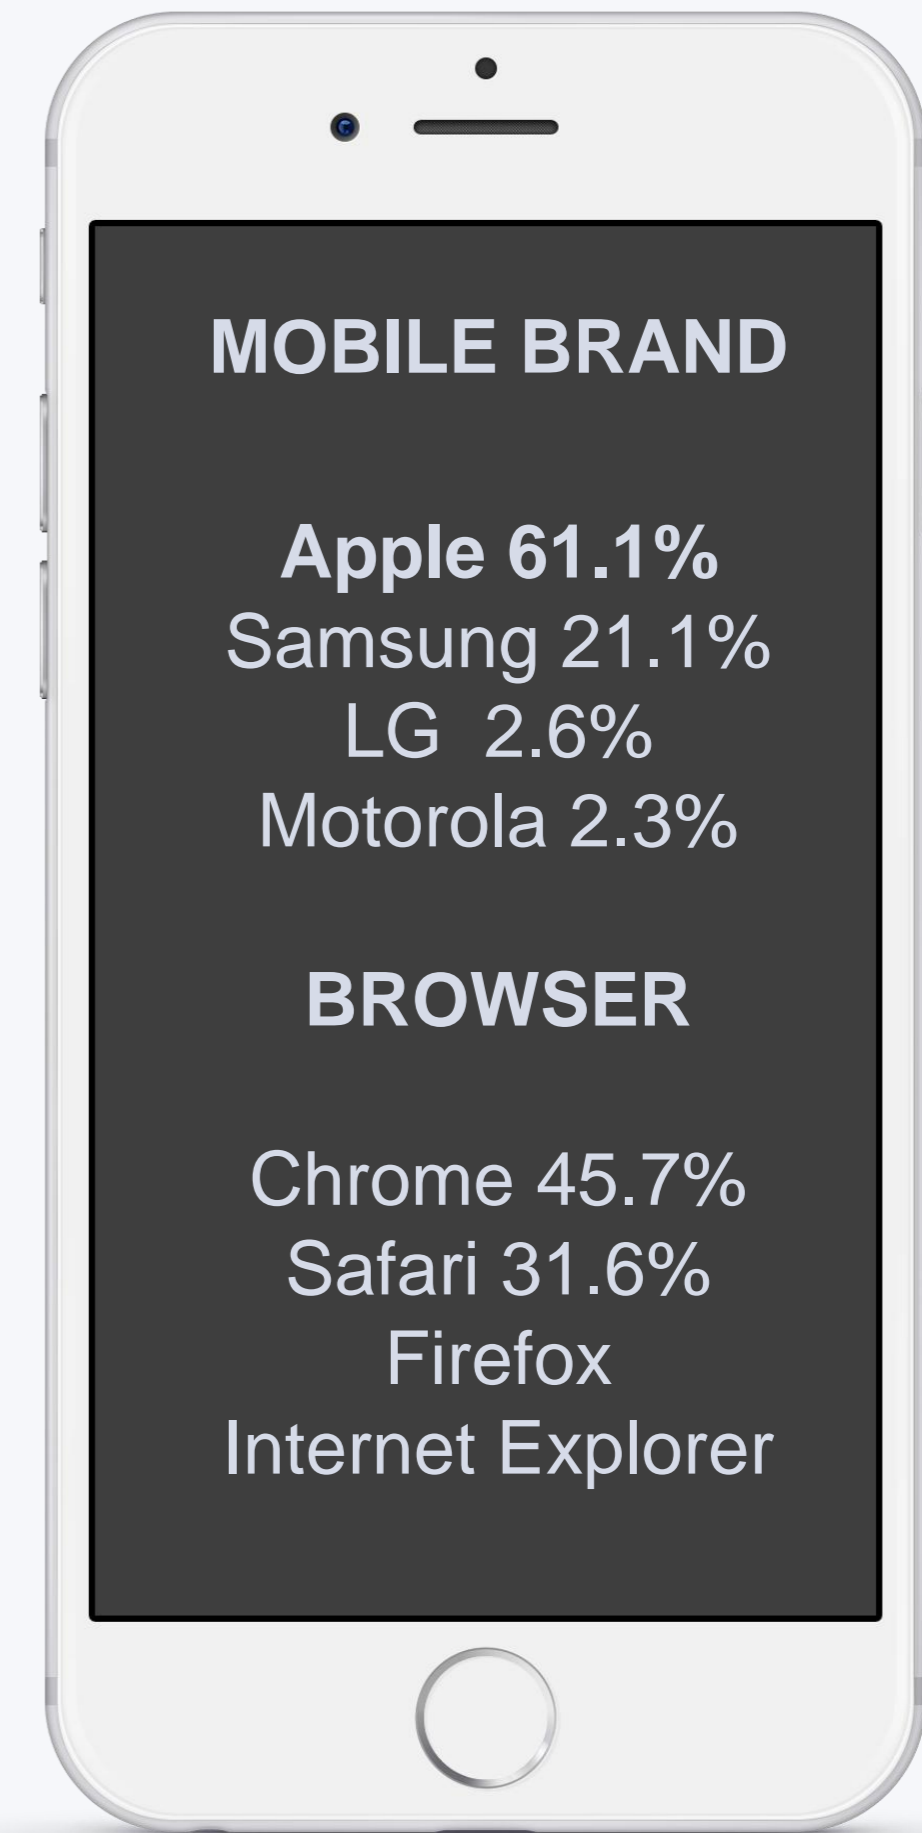 MOBILE BRAND
Apple 61.1%
Samsung 21.1%
LG  2.6%
Motorola 2.3%
BROWSER
Chrome 45.7%
Safari 31.6%
Firefox
Internet Explorer